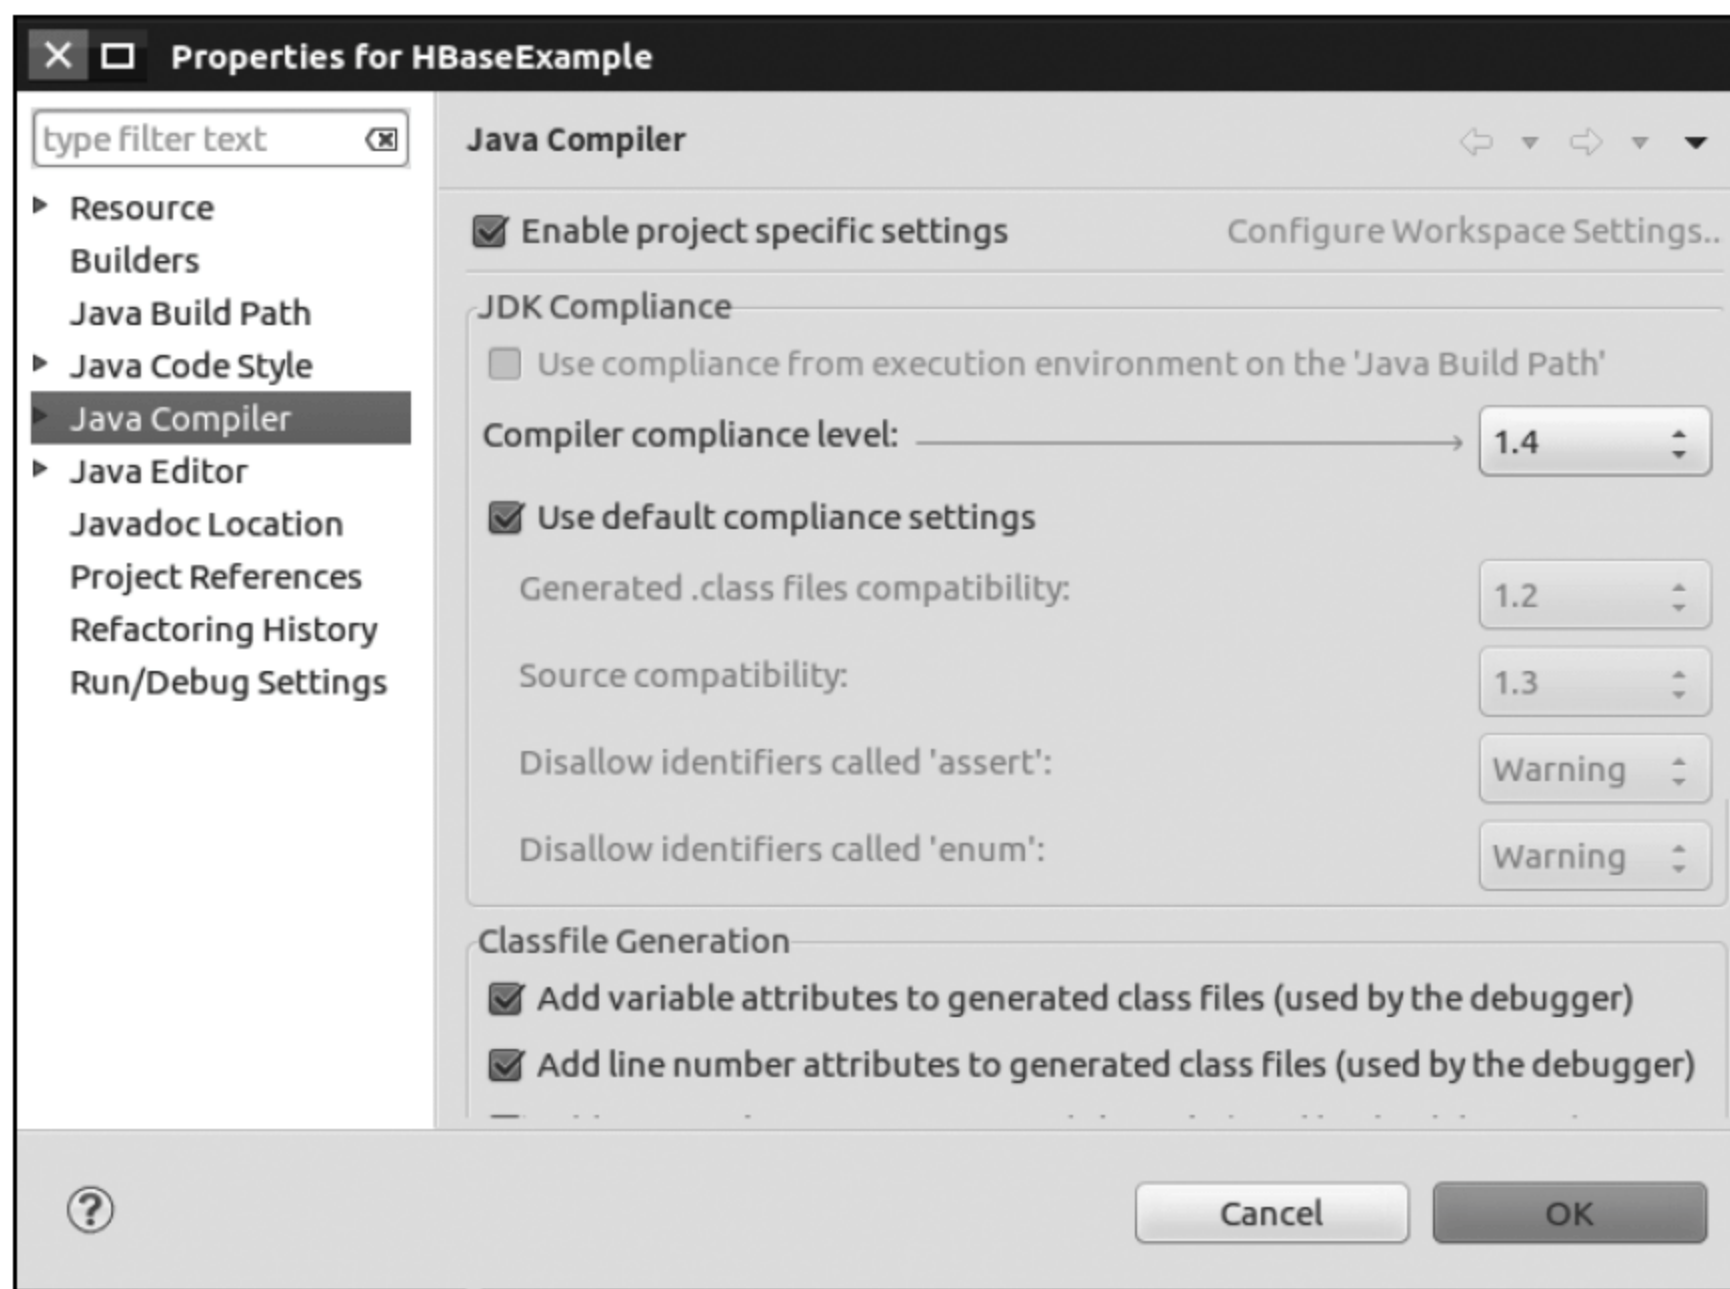 Properties for HBaseExample
type filter text
Resource
Builders
Java Build Path
Java Code Style
Java Compiler
Java Editor
Javadoc Location
Project References
Refactoring History
Run/Debug Settings
Java Compiler
Enable project specific settings
Configure Workspace Settings..
JDK Compliance
Use compliance from execution environment on the 'Java Build Path'
Compiler compliance level: 1.4
Use default compliance settings
Generated .class files compatibility: 1.2
Source compatibility: 1.3
Disallow identifiers called 'assert': Warning
Disallow identifiers called 'enum': Warning
Classfile Generation
Add variable attributes to generated class files (used by the debugger)
Add line number attributes to generated class files (used by the debugger)
?
Cancel
OK